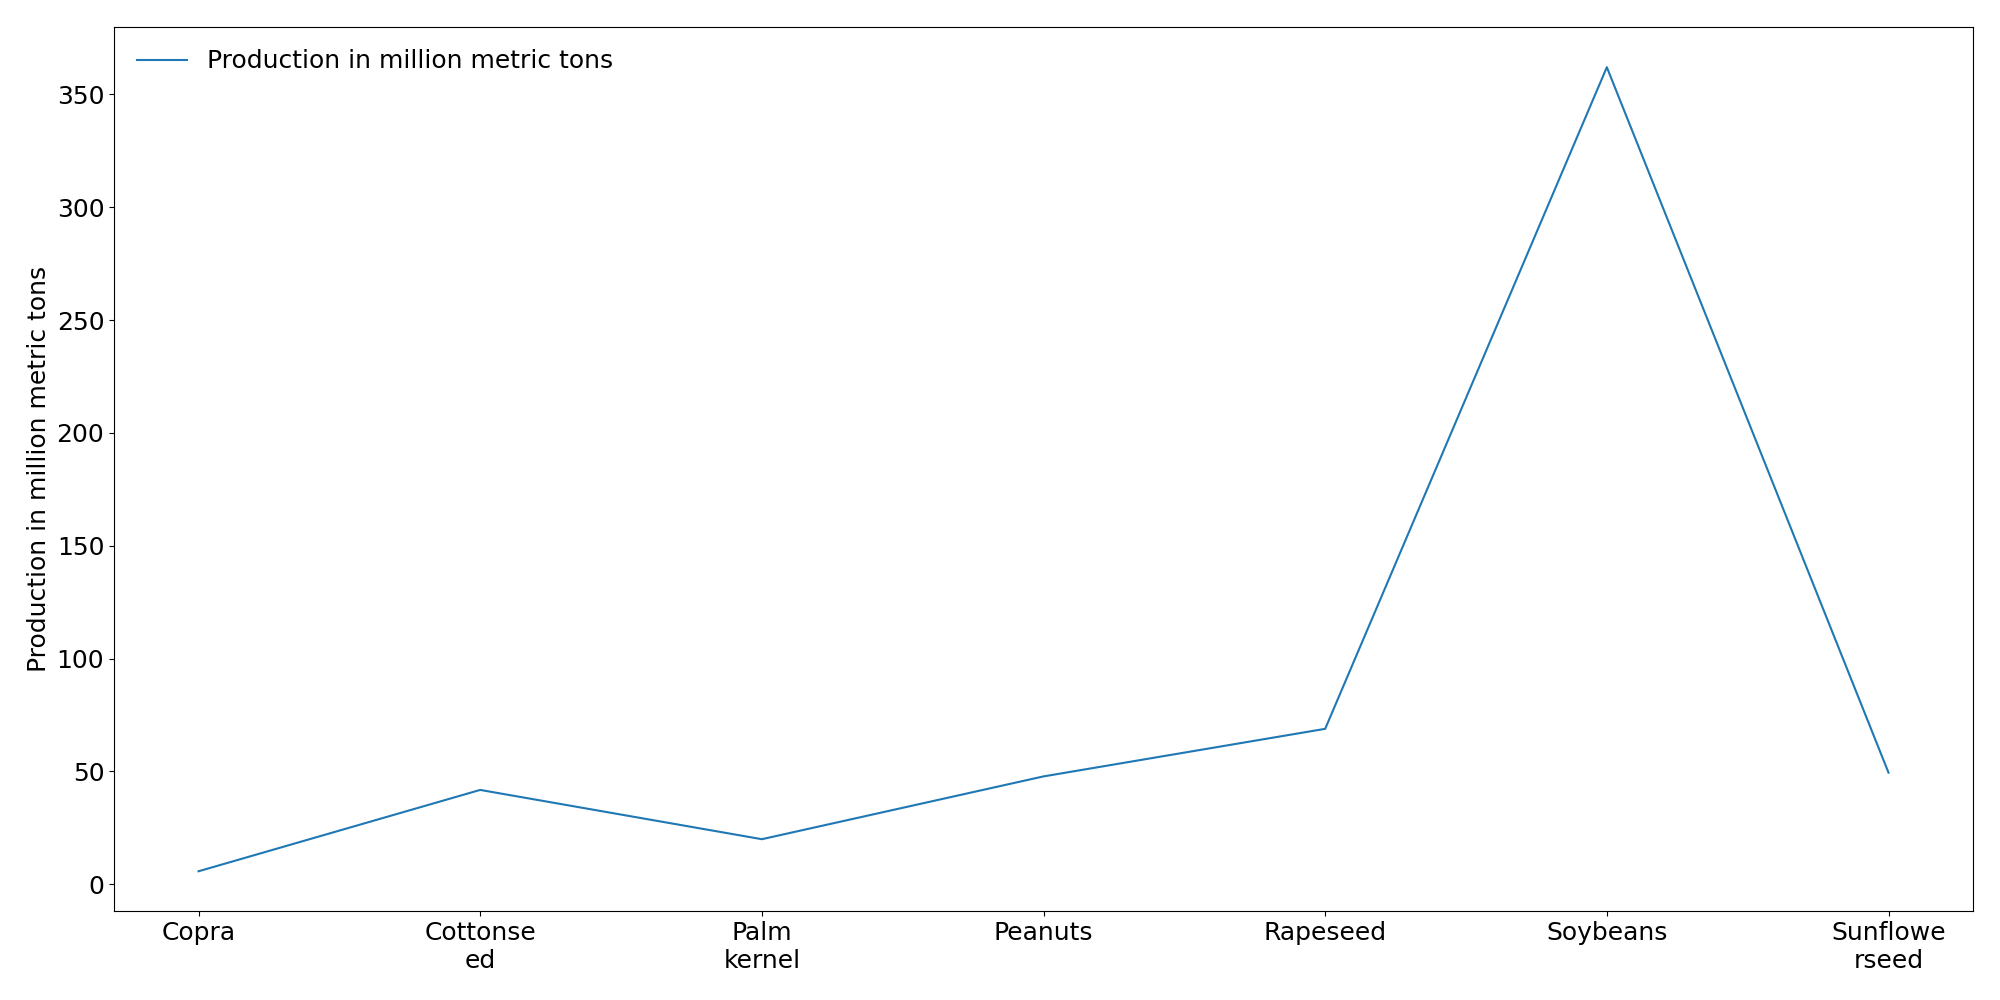 Production in million metric tons
350
300
250
200
150
100
50
0
Production in million metric tons
Copra
Cottonse
ed
Palm
kernel
Peanuts
Rapeseed
Soybeans
Sunflowe
rseed